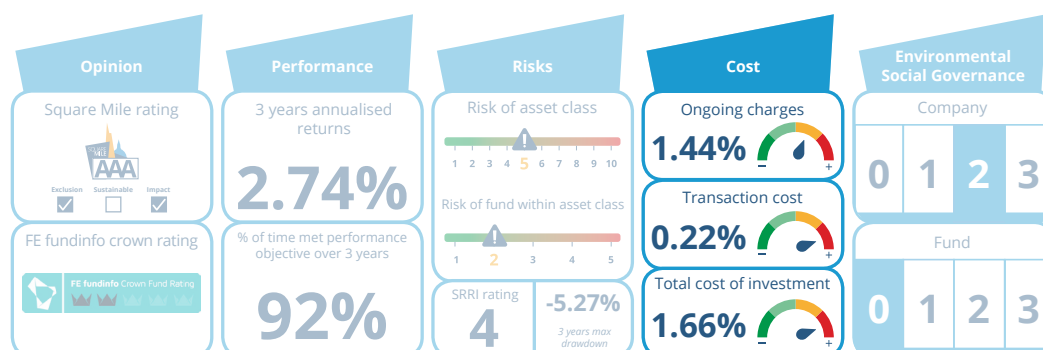 Opinion
Square Mile rating
SQUARE
MILE
AAA
Exclusion Sustainable Impact
FE fundinfo crown rating
FE fundinfo Crown Fund Rating
Performance
3 years annualised
returns
2.74%
% of time met performance
objective over 3 years
92%
Risks
Risk of asset class
1 2 3 4 5 6 7 8 9 10
Risk of fund within asset class
1 2 3 4 5
SRRI rating
4
-5.27%
3 years max
drawdown
Cost
Ongoing charges
1.44%
– +
Transaction cost
0.22%
– +
Total cost of investment
1.66%
– +
Environmental
Social Governance
Company
0 1 2 3
Fund
0 1 2 3